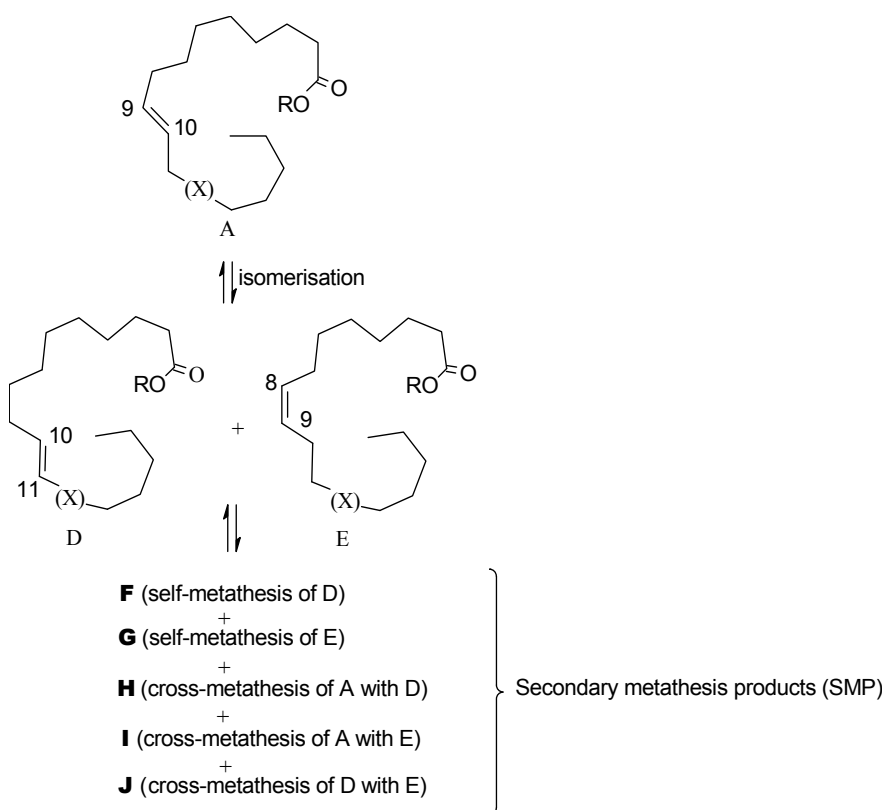 RO
O
9
10
(X)
A
isomerisation
RO
O
10
11
(X)
D
+
RO
O
8
9
(X)
E
F (self-metathesis of D)
+
G (self-metathesis of E)
+
H (cross-metathesis of A with D)
+
I (cross-metathesis of A with E)
+
J (cross-metathesis of D with E)
Secondary metathesis products (SMP)